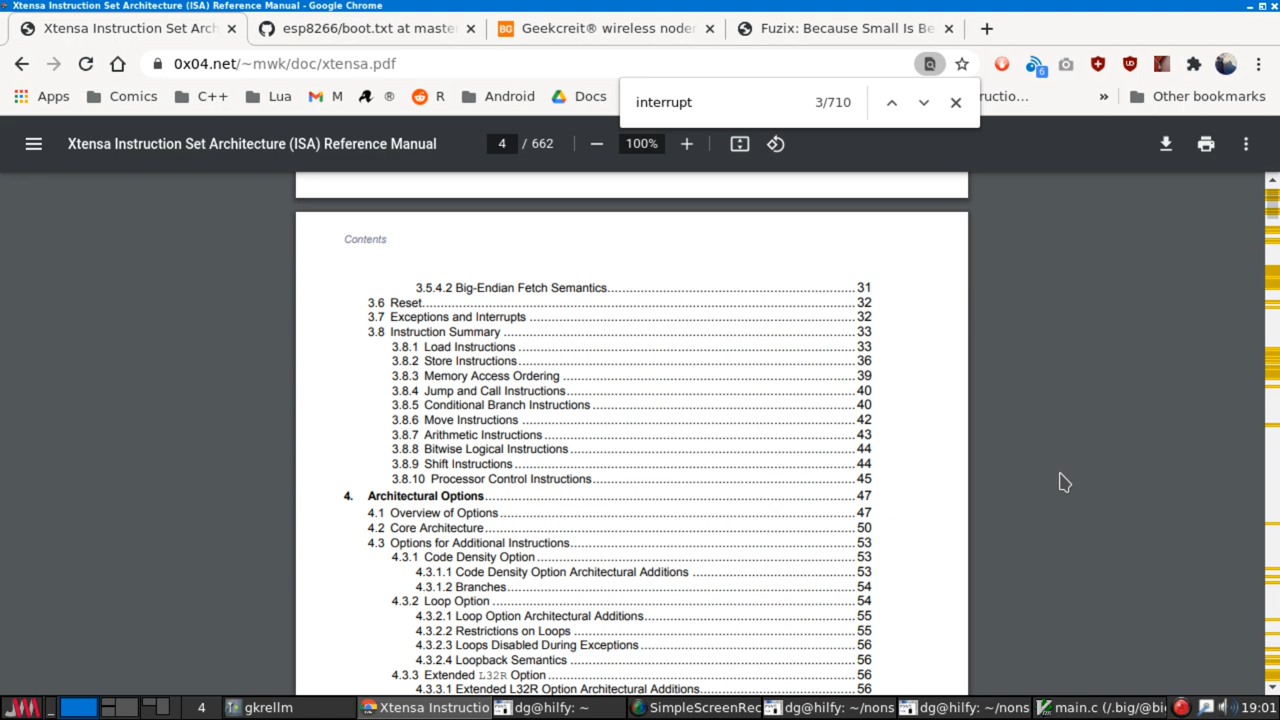 Xtensa Instruction Set Architecture (ISA) Reference Manual - Google Chrome
Xtensa Instruction Set Arch
esp8266/boot.txt at maste
BG Geekcreit® wireless noder
Fuzix: Because Small Is Be
0x04.net/~mwk/doc/xtensa.pdf
6
Apps Comics C++ Lua M ® R Android Docs
ructio... » Other bookmarks
interrupt 3/710
Xtensa Instruction Set Architecture (ISA) Reference Manual 4 / 662 100%
Contents
3.5.4.2 Big-Endian Fetch Semantics 31
3.6 Reset 32
3.7 Exceptions and Interrupts 32
3.8 Instruction Summary 33
3.8.1 Load Instructions 33
3.8.2 Store Instructions 36
3.8.3 Memory Access Ordering 39
3.8.4 Jump and Call Instructions 40
3.8.5 Conditional Branch Instructions 40
3.8.6 Move Instructions 42
3.8.7 Arithmetic Instructions 43
3.8.8 Bitwise Logical Instructions 44
3.8.9 Shift Instructions 44
3.8.10 Processor Control Instructions 45
4. Architectural Options 47
4.1 Overview of Options 47
4.2 Core Architecture 50
4.3 Options for Additional Instructions 53
4.3.1 Code Density Option 53
4.3.1.1 Code Density Option Architectural Additions 53
4.3.1.2 Branches 54
4.3.2 Loop Option 54
4.3.2.1 Loop Option Architectural Additions 55
4.3.2.2 Restrictions on Loops 55
4.3.2.3 Loops Disabled During Exceptions 56
4.3.2.4 Loopback Semantics 56
4.3.3 Extended L32R Option 56
4.3.3.1 Extended L32R Option Architectural Additions 56
4 gkrellm Xtensa Instructio dg@hilfy: ~ SimpleScreenRec dg@hilfy: ~/nons dg@hilfy: ~/nons main.c (/.big/@big 19:01